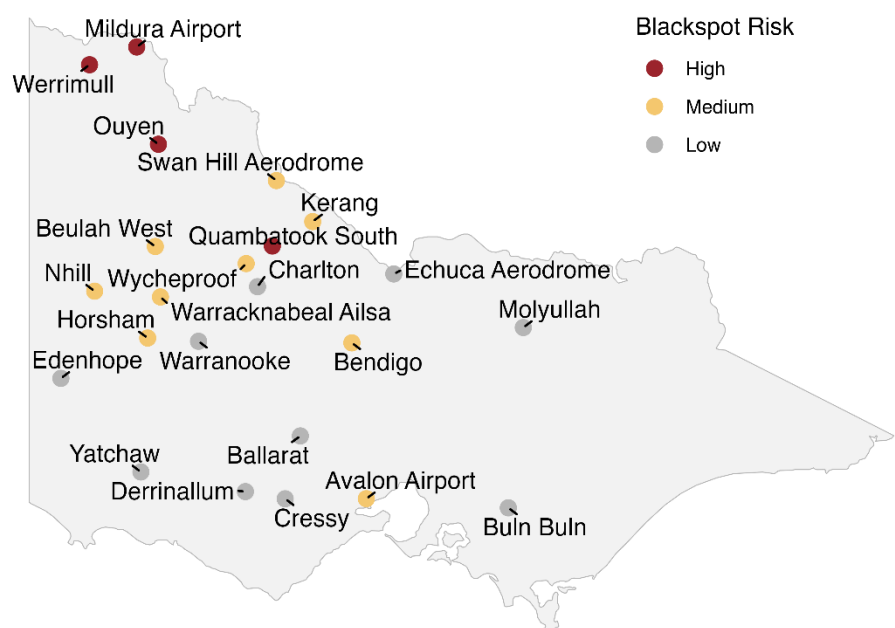 Mildura Airport
Blackspot Risk
Werrimull
High
Medium
Ouyen
Low
Swan Hill Aerodrome
Kerang
Beulah West
Quambatook South
Nhill
Wycheproof
Charlton
Echuca Aerodrome
Warracknabeal Ailsa
Molyullah
Horsham
Edenhope
Warranooke
Bendigo
Yatchaw
Ballarat
Derrinallum
Avalon Airport
Cressy
Buln Buln